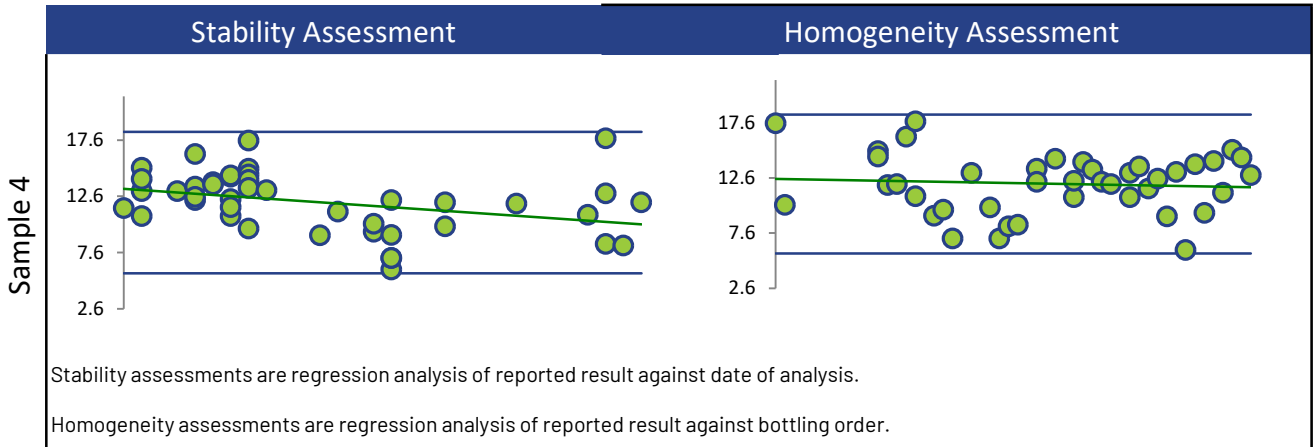 Stability Assessment
Homogeneity Assessment
Sample 4
17.6
12.6
7.6
2.6
17.6
12.6
7.6
2.6
Stability assessments are regression analysis of reported result against date of analysis.
Homogeneity assessments are regression analysis of reported result against bottling order.